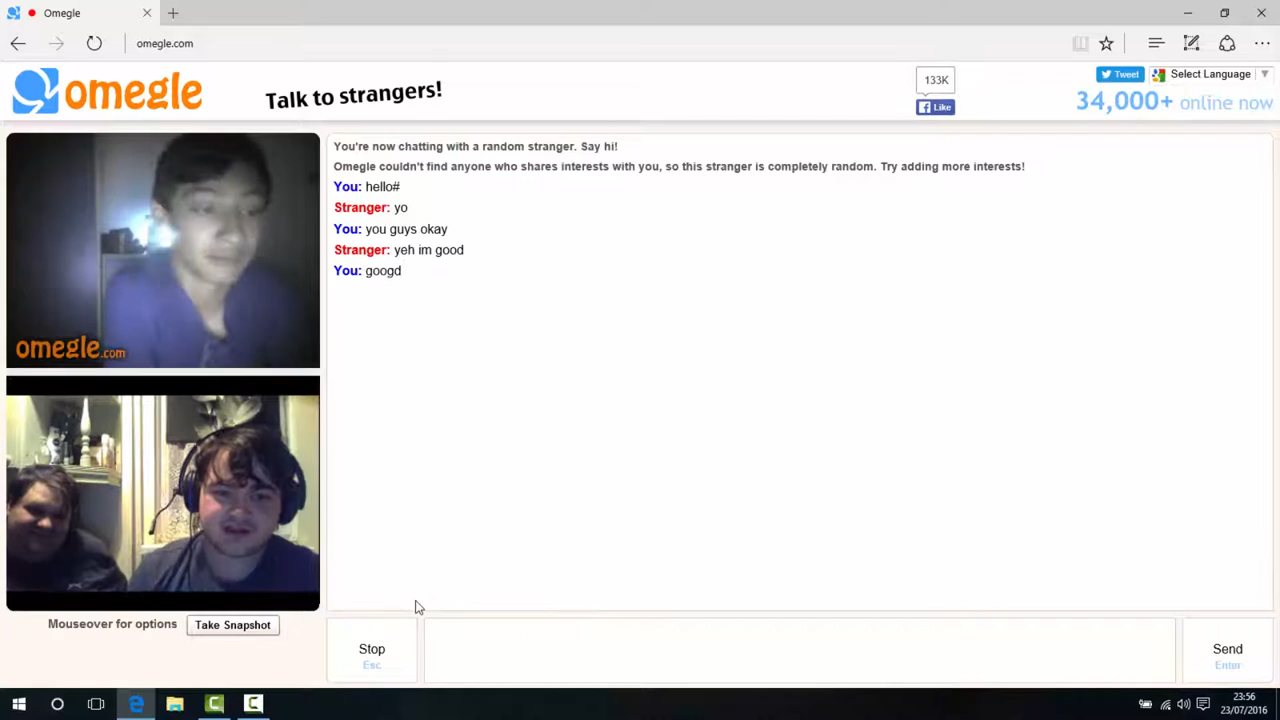 Omegle
omegle.com
omegle
Talk to strangers!
133K
Like
Tweet
Select Language
34,000+ online now
You're now chatting with a random stranger. Say hi!
Omegle couldn't find anyone who shares interests with you, so this stranger is completely random. Try adding more interests!
You: hello#
Stranger: yo
You: you guys okay
Stranger: yeh im good
You: googd
omegle.com
Mouseover for options
Take Snapshot
Stop
Esc
Send
Enter
23:56
23/07/2016